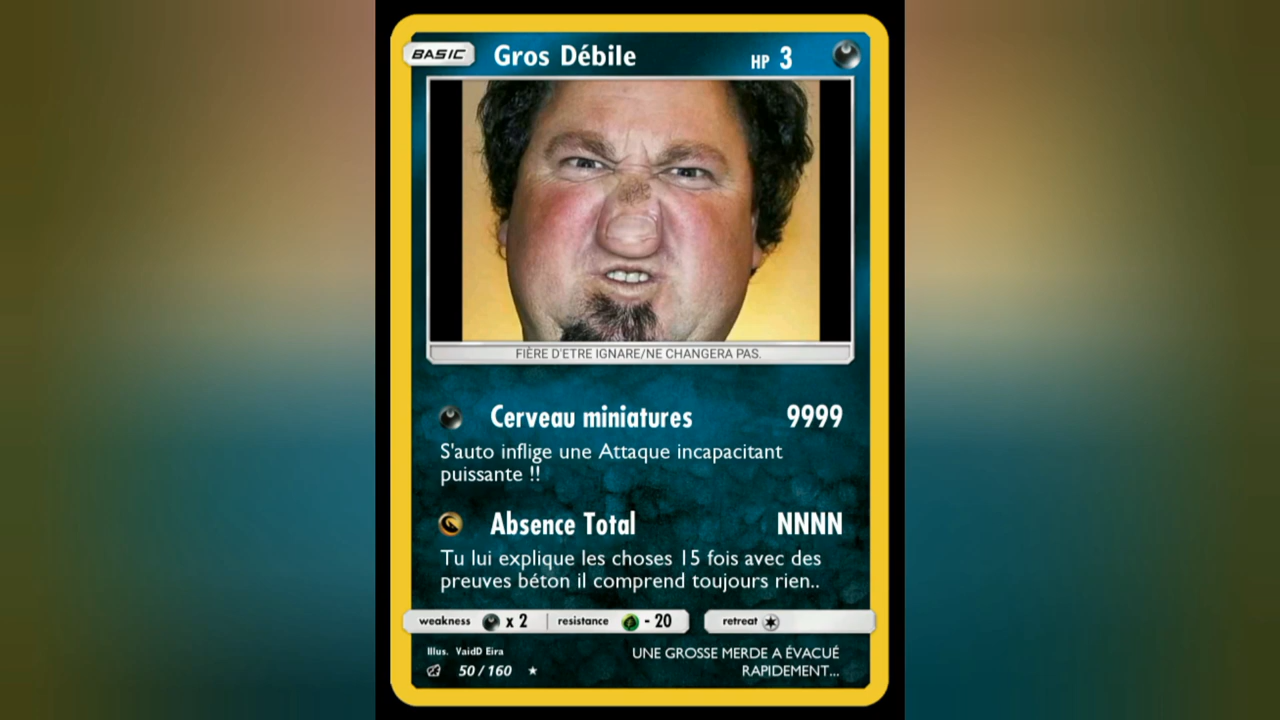 BASIC Gros Débile HP 3
FIÈRE D'ETRE IGNARE/NE CHANGERA PAS.
Cerveau miniatures 9999
S'auto inflige une Attaque incapacitant
puissante !!
Absence Total NNNN
Tu lui explique les choses 15 fois avec des
preuves béton il comprend toujours rien..
weakness x 2 resistance - 20 retreat
Illus. VaidD Eira
50 / 160
UNE GROSSE MERDE A ÉVACUÉ
RAPIDEMENT...